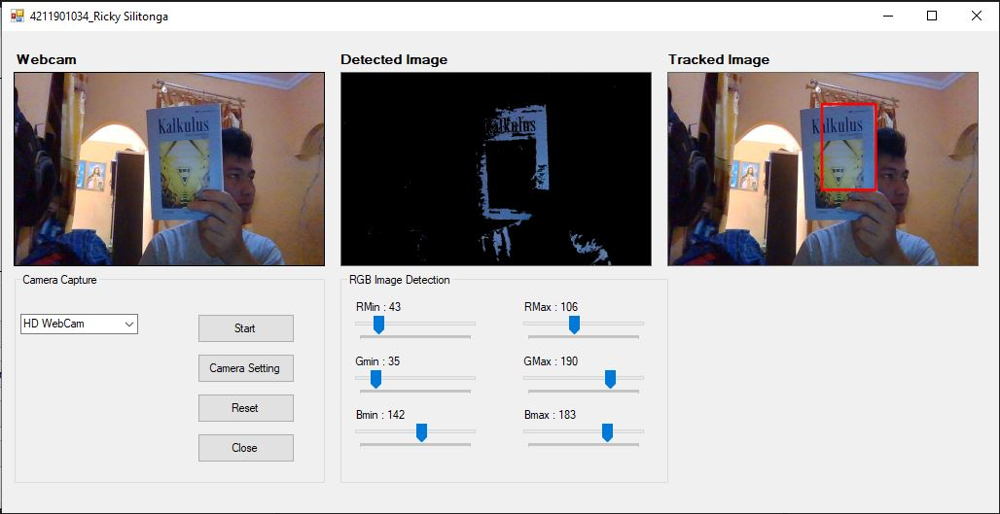 4211901034_Ricky Silitonga
Webcam
Detected Image
Tracked Image
Kalkulus
Kalkulus
Kalkulus
Camera Capture
RGB Image Detection
HD WebCam
Start
Camera Setting
Reset
Close
RMin : 43
RMax : 106
Gmin : 35
GMax : 190
Bmin : 142
Bmax : 183